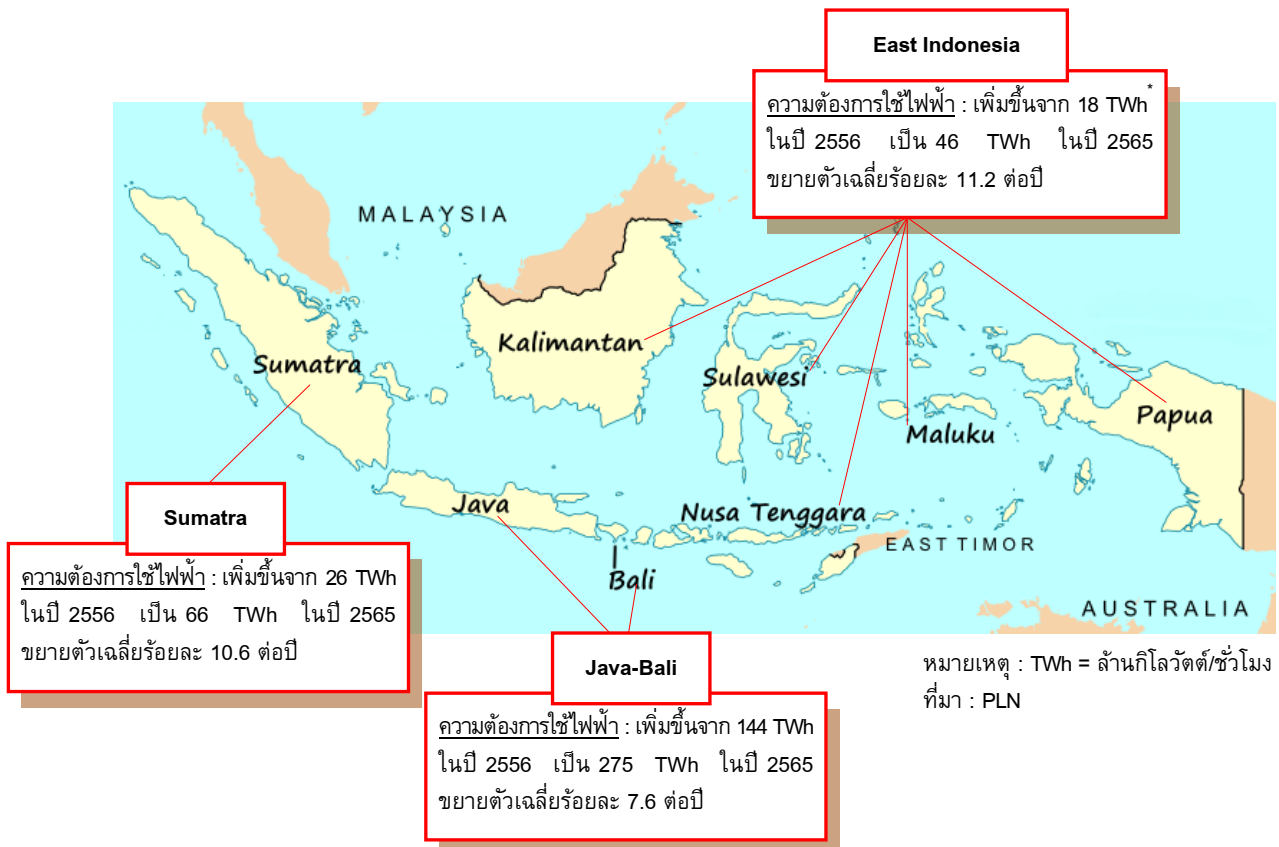 East Indonesia
ความต้องการใช้ไฟฟ้า : เพิ่มขึ้นจาก 18 TWh*
ในปี 2556 เป็น 46 TWh ในปี 2565
ขยายตัวเฉลี่ยร้อยละ 11.2 ต่อปี
MALAYSIA
Kalimantan
Sumatra
Sulawesi
Maluku
Papua
Java
Nusa Tenggara
EAST TIMOR
Bali
AUSTRALIA
Sumatra
ความต้องการใช้ไฟฟ้า : เพิ่มขึ้นจาก 26 TWh
ในปี 2556 เป็น 66 TWh ในปี 2565
ขยายตัวเฉลี่ยร้อยละ 10.6 ต่อปี
Java-Bali
ความต้องการใช้ไฟฟ้า : เพิ่มขึ้นจาก 144 TWh
ในปี 2556 เป็น 275 TWh ในปี 2565
ขยายตัวเฉลี่ยร้อยละ 7.6 ต่อปี
หมายเหตุ : TWh = ล้านกิโลวัตต์/ชั่วโมง
ที่มา : PLN